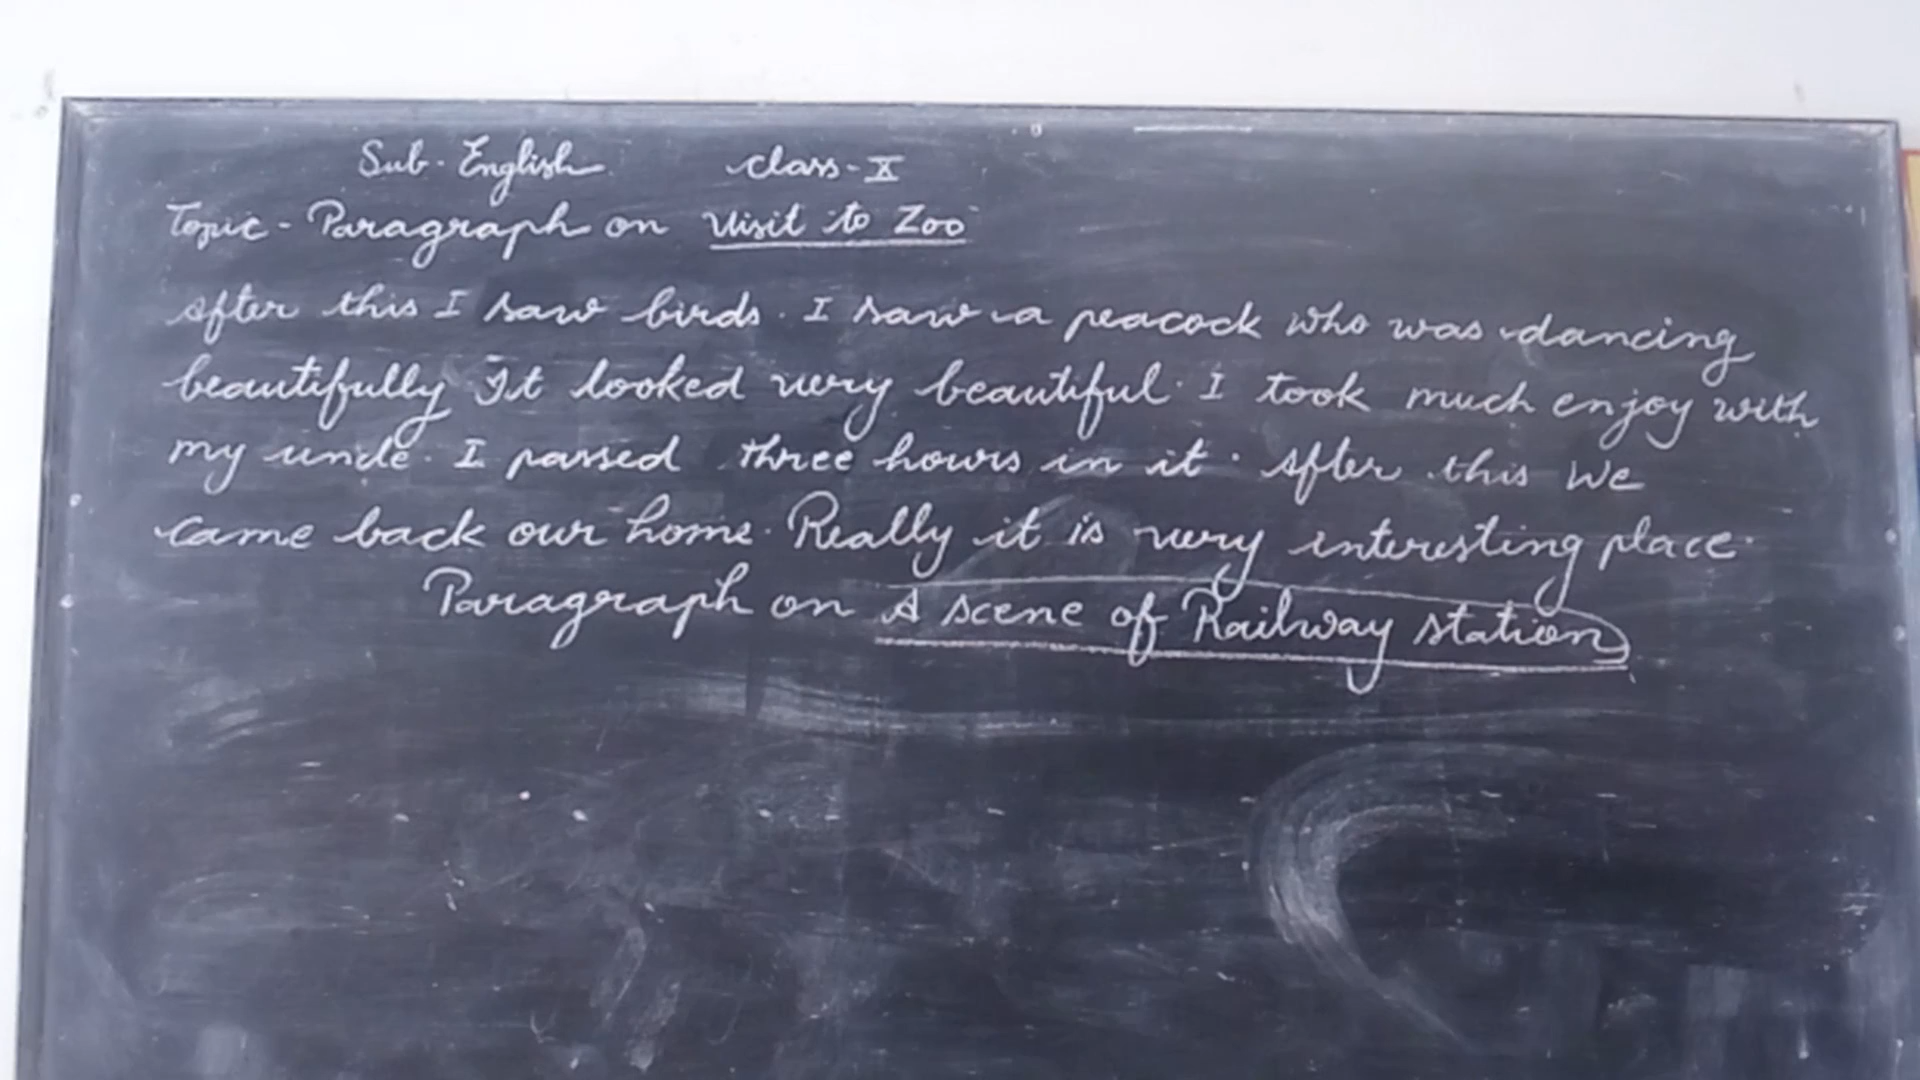 Sub. English class-X
Topic - Paragraph on Visit to Zoo
After this I saw birds. I saw a peacock who was dancing
beautifully It looked very beautiful. I took much enjoy with
my uncle. I passed three hours in it. After this We
came back our home. Really it is very interesting place.
Paragraph on A scene of Railway station